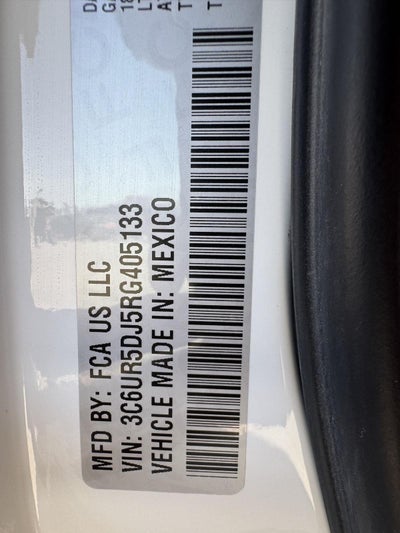 MFD BY: FCA US LLC
VIN: 3C6UR5DJ5RG405133
VEHICLE MADE IN: MEXICO